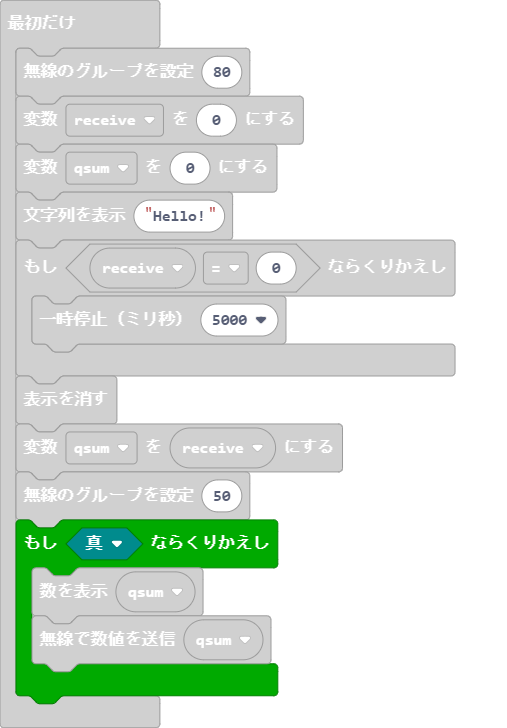 最初だけ
無線のグループを設定 80
変数 receive を 0 にする
変数 qsum を 0 にする
文字列を表示 "Hello!"
もし receive = 0 ならくりかえし
一時停止（ミリ秒） 5000
表示を消す
変数 qsum を receive にする
無線のグループを設定 50
もし 真 ならくりかえし
数を表示 qsum
無線で数値を送信 qsum